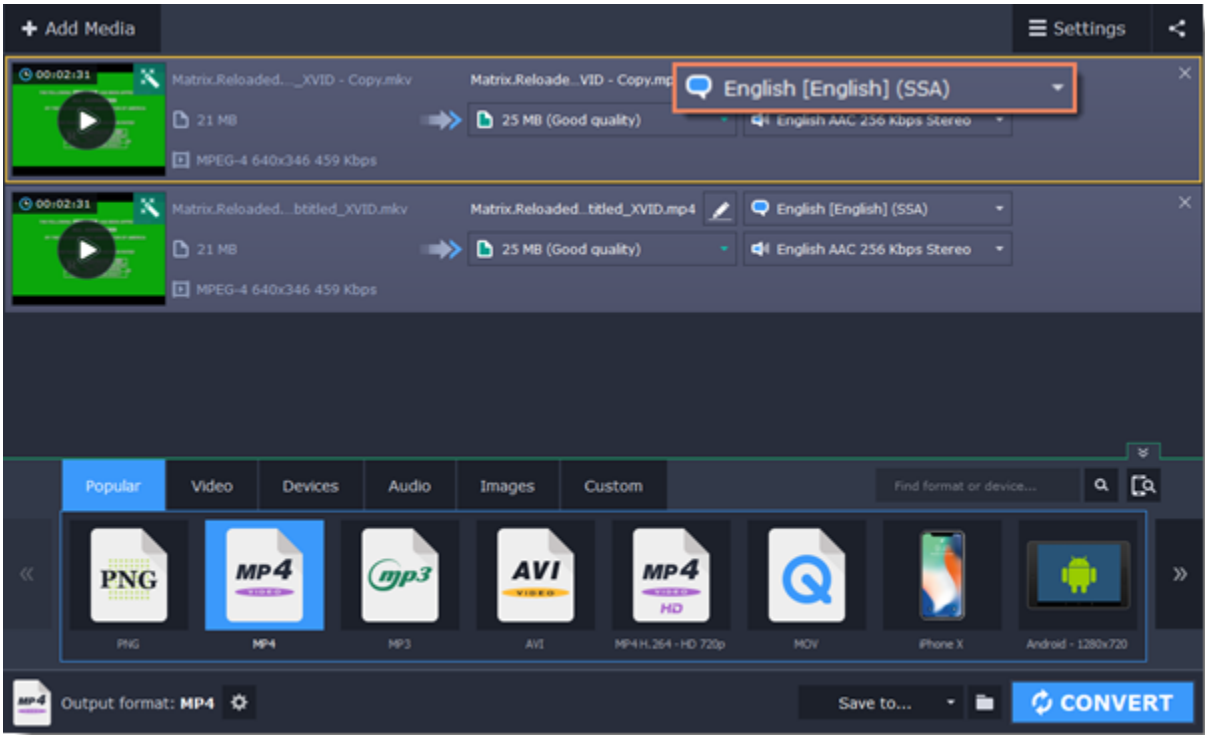 Add Media
Settings
00:02:31
Matrix.Reloaded...._XVID - Copy.mkv
Matrix.Reloade...VID - Copy.mp
English [English] (SSA)
21 MB
25 MB (Good quality)
English AAC 256 Kbps Stereo
MPEG-4 640x346 459 Kbps
00:02:31
Matrix.Reloaded...btitled_XVID.mkv
Matrix.Reloaded...titled_XVID.mp4
English [English] (SSA)
21 MB
25 MB (Good quality)
English AAC 256 Kbps Stereo
MPEG-4 640x346 459 Kbps
Popular Video Devices Audio Images Custom
Find format or device...
PNG
MP4 VIDEO
mp3
AVI VIDEO
MP4 VIDEO HD
PNG
MP4
MP3
AVI
MP4 H.264 - HD 720p
MOV
iPhone X
Android - 1280x720
MP4
Output format: MP4
Save to...
CONVERT